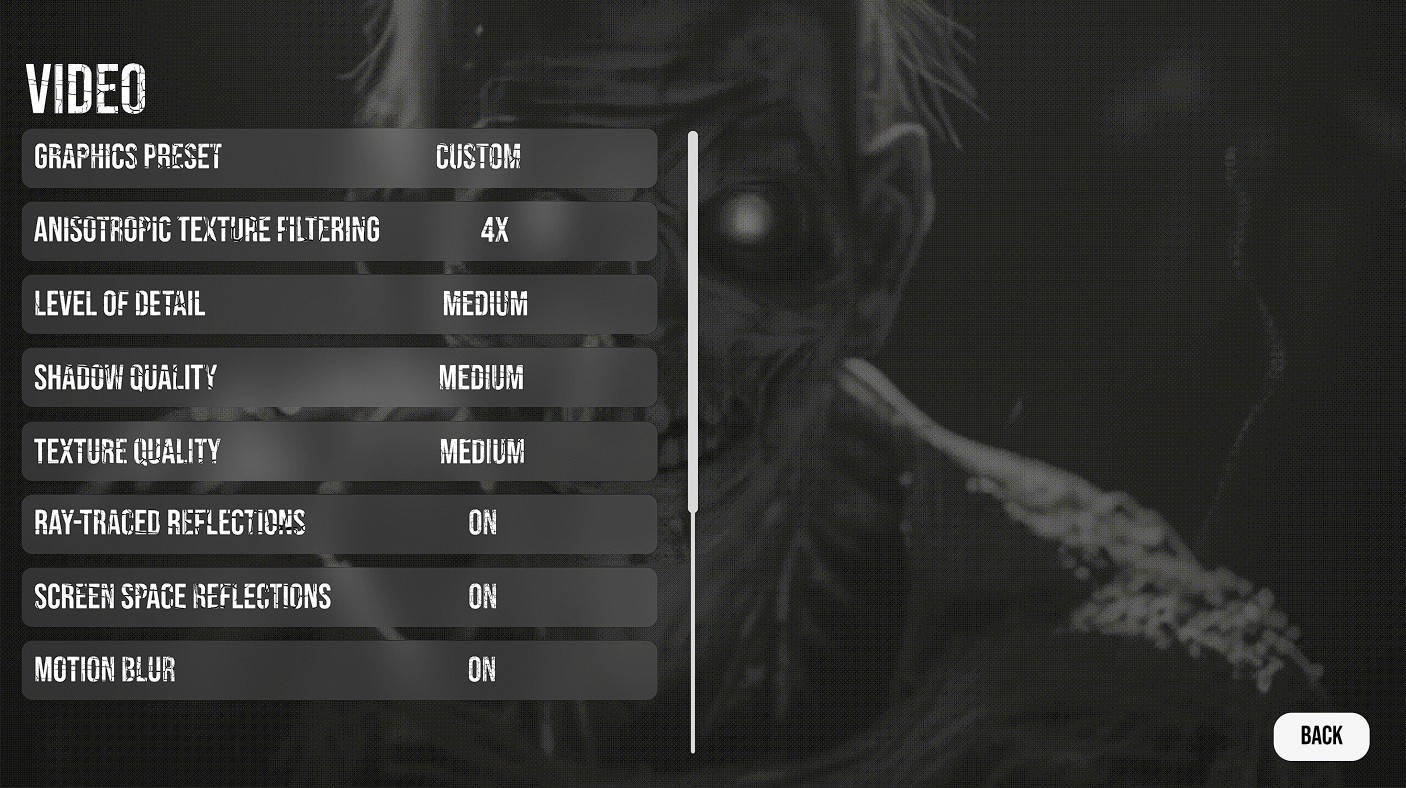 VIDEO
GRAPHICS PRESET CUSTOM
ANISOTROPIC TEXTURE FILTERING 4X
LEVEL OF DETAIL MEDIUM
SHADOW QUALITY MEDIUM
TEXTURE QUALITY MEDIUM
RAY-TRACED REFLECTIONS ON
SCREEN SPACE REFLECTIONS ON
MOTION BLUR ON
BACK